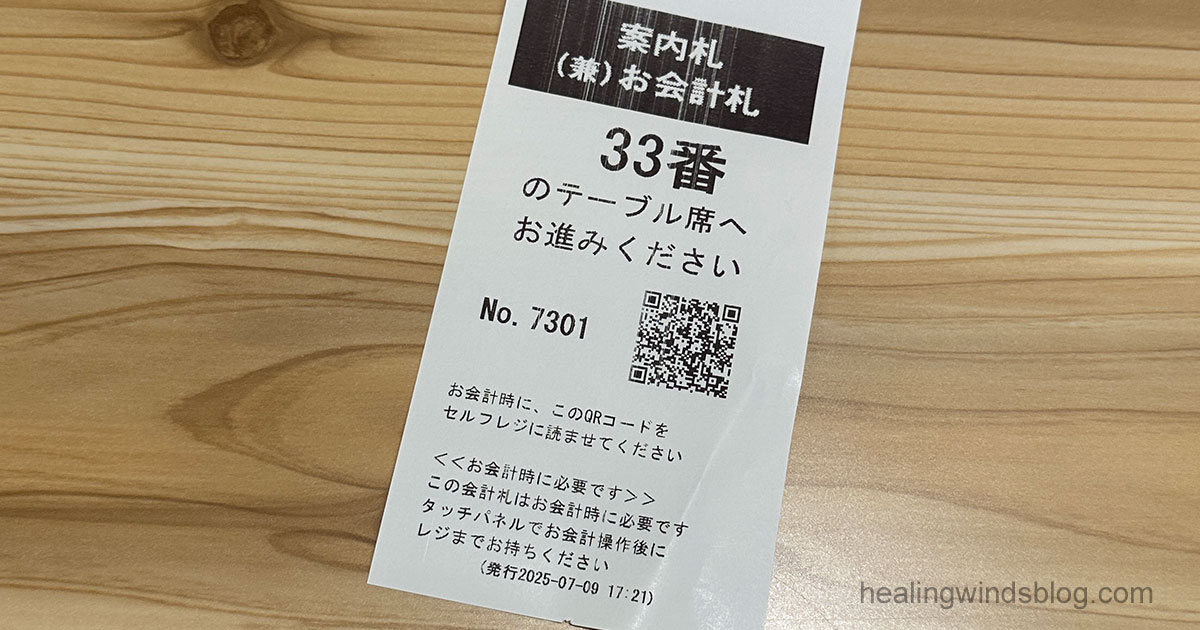 案内札
(兼)お会計札
33番
のテーブル席へ
お進みください
No. 7301
お会計時に、このQRコードを
セルフレジに読ませてください
<<お会計時に必要です>>
この会計札はお会計時に必要です
タッチパネルでお会計操作後に
レジまでお持ちください
(発行2025-07-09 17:21)
healingwindsblog.com